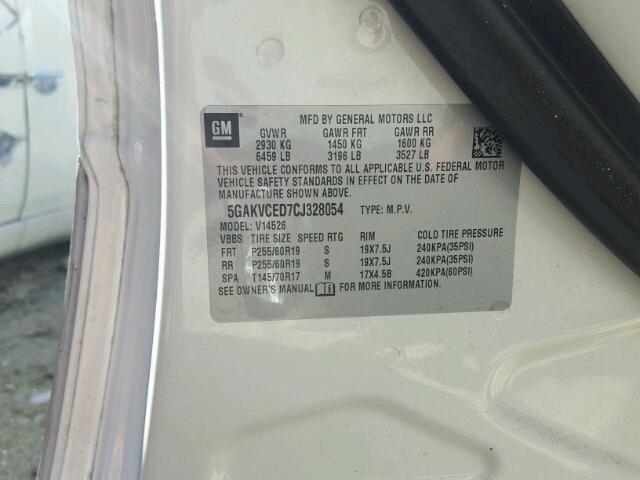 GM
MFD BY GENERAL MOTORS LLC
GVWR GAWR FRT GAWR RR
2930 KG 1450 KG 1600 KG
6459 LB 3196 LB 3527 LB
THIS VEHICLE CONFORMS TO ALL APPLICABLE U.S. FEDERAL MOTOR
VEHICLE SAFETY STANDARDS IN EFFECT ON THE DATE OF
MANUFACTURE SHOWN ABOVE.
5GAKVCED7CJ328054 TYPE: M.P.V.
MODEL: V14526
VBBS TIRE SIZE SPEED RTG RIM COLD TIRE PRESSURE
FRT P255/60R19 S 19X7.5J 240KPA(35PSI)
RR P255/60R19 S 19X7.5J 240KPA(35PSI)
SPA T145/70R17 M 17X4.5B 420KPA(60PSI)
SEE OWNER'S MANUAL FOR MORE INFORMATION.